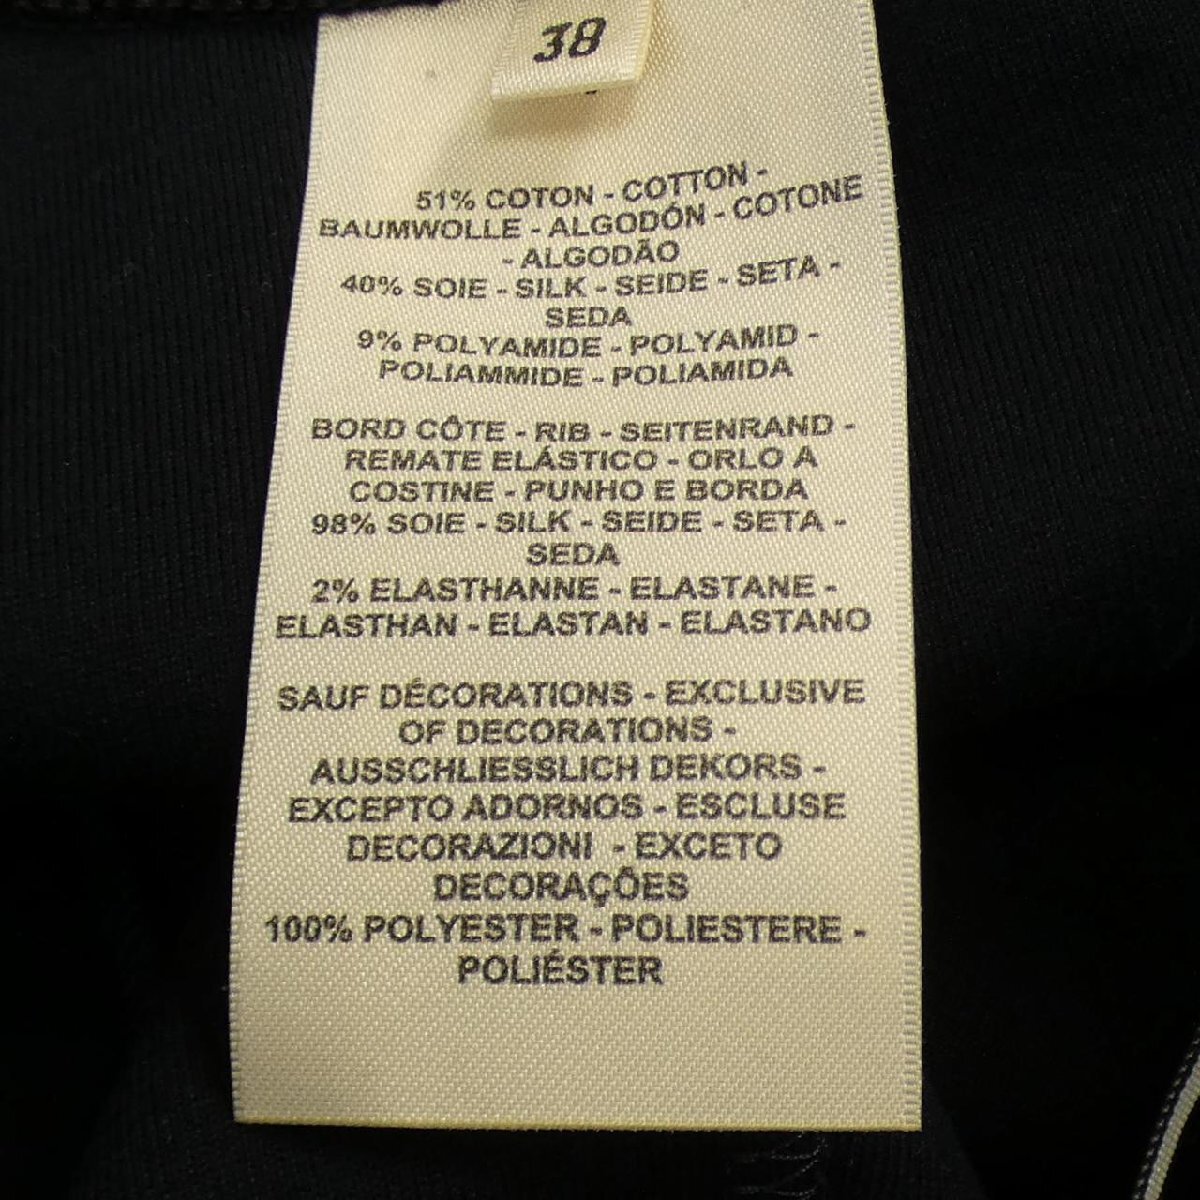 38
51% COTON - COTTON -
BAUMWOLLE - ALGODÓN - COTONE
- ALGODÃO
40% SOIE - SILK - SEIDE - SETA -
SEDA
9% POLYAMIDE - POLYAMID -
POLIAMMIDE - POLIAMIDA
BORD CÔTE - RIB - SEITENRAND -
REMATE ELÁSTICO - ORLO A
COSTINE - PUNHO E BORDA
98% SOIE - SILK - SEIDE - SETA -
SEDA
2% ELASTHANNE - ELASTANE -
ELASTHAN - ELASTAN - ELASTANO
SAUF DÉCORATIONS - EXCLUSIVE
OF DECORATIONS -
AUSSCHLIESSLICH DEKORS -
EXCEPTO ADORNOS - ESCLUSE
DECORAZIONI - EXCETO
DECORAÇÕES
100% POLYESTER - POLIESTERE -
POLIÉSTER